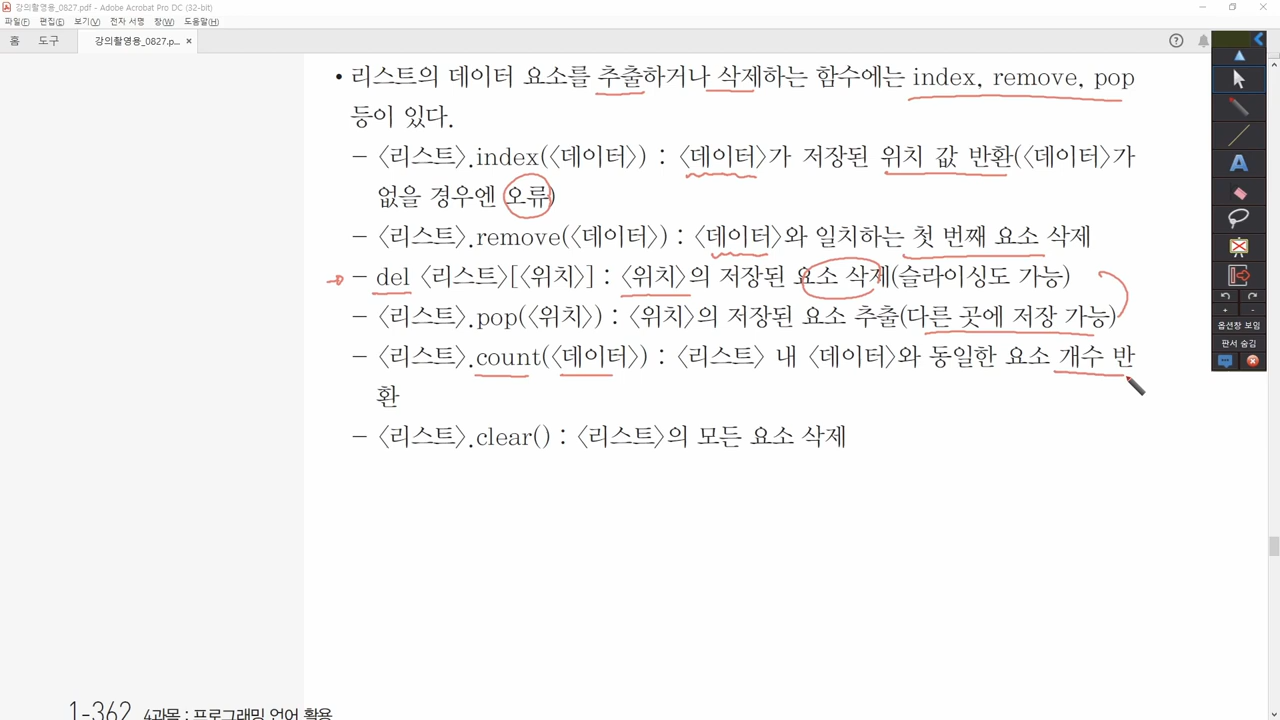 강의촬영용_0827.pdf - Adobe Acrobat Pro DC (32-bit)
파일(F) 편집(E) 보기(V) 전자 서명 창(W) 도움말(H)
홈 도구 강의촬영용_0827.p... ×
• 리스트의 데이터 요소를 추출하거나 삭제하는 함수에는 index, remove, pop
등이 있다.
- 〈리스트〉.index(〈데이터〉) : 〈데이터〉가 저장된 위치 값 반환(〈데이터〉가
없을 경우엔 오류)
- 〈리스트〉.remove(〈데이터〉) : 〈데이터〉와 일치하는 첫 번째 요소 삭제
- del 〈리스트〉[〈위치〉] : 〈위치〉의 저장된 요소 삭제(슬라이싱도 가능)
- 〈리스트〉.pop(〈위치〉) : 〈위치〉의 저장된 요소 추출(다른 곳에 저장 가능)
- 〈리스트〉.count(〈데이터〉) : 〈리스트〉 내 〈데이터〉와 동일한 요소 개수 반
환
- 〈리스트〉.clear() : 〈리스트〉의 모든 요소 삭제
1-362 4과목 : 프로그래밍 언어 활용
A
+ -
옵션창 보임
판서 숨김